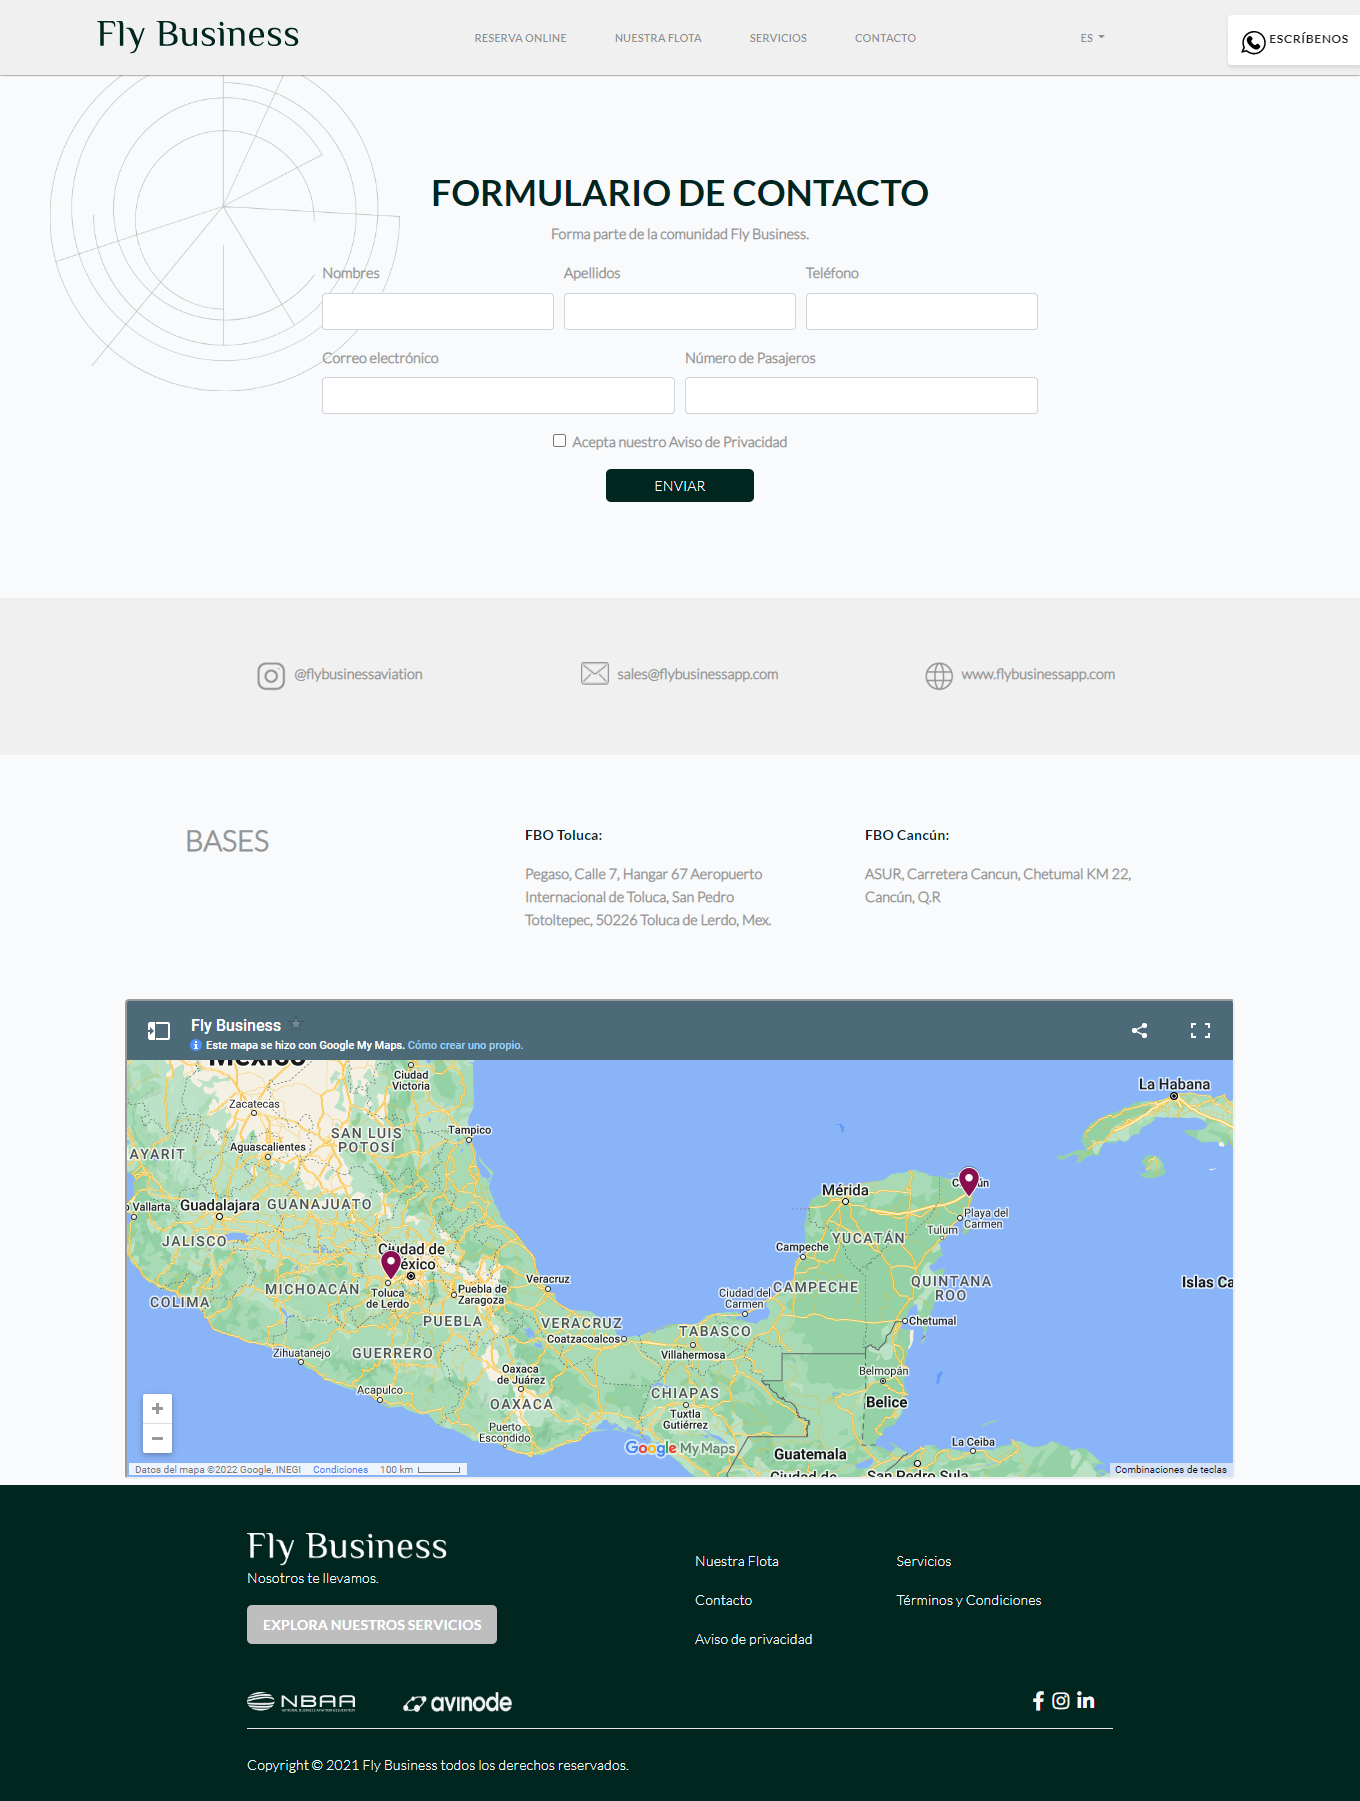 Fly Business
RESERVA ONLINE
NUESTRA FLOTA
SERVICIOS
CONTACTO
ES
ESCRÍBENOS
FORMULARIO DE CONTACTO
Forma parte de la comunidad Fly Business.
Nombres
Apellidos
Teléfono
Correo electrónico
Número de Pasajeros
Acepta nuestro Aviso de Privacidad
ENVIAR
@flybusinessaviation
sales@flybusinessapp.com
www.flybusinessapp.com
BASES
FBO Toluca:
Pegaso, Calle 7, Hangar 67 Aeropuerto
Internacional de Toluca, San Pedro
Totoltepec, 50226 Toluca de Lerdo, Mex.
FBO Cancún:
ASUR, Carretera Cancun, Chetumal KM 22,
Cancún, Q.R
Fly Business
Este mapa se hizo con Google My Maps. Cómo crear uno propio.
México
Ciudad
Victoria
La Habana
Zacatecas
SAN LUIS
POTOSÍ
Tampico
Aguascalientes
AYARIT
Mérida
Vallarta
Guadalajara
GUANAJUATO
Playa del
Carmen
Tulum
JALISCO
YUCATÁN
Campeche
Ciudad de
éxico
MICHOACÁN
Toluca
de Lerdo
Puebla de
Zaragoza
Veracruz
CAMPECHE
QUINTANA
ROO
Islas Ca
COLIMA
Ciudad del
Carmen
PUEBLA
VERACRUZ
Coatzacoalcos
TABASCO
Chetumal
Zihuatanejo
GUERRERO
Villahermosa
Oaxaca
de Juárez
Belmopán
Acapulco
CHIAPAS
OAXACA
Belice
Tuxtla
Gutiérrez
Puerto
Escondido
Google My Maps
Guatemala
La Ceiba
Ciudad de
San Pedro Sula
+
−
Datos del mapa ©2022 Google, INEGI
Condiciones
100 km
Combinaciones de teclas
Fly Business
Nosotros te llevamos.
EXPLORA NUESTROS SERVICIOS
Nuestra Flota
Servicios
Contacto
Términos y Condiciones
Aviso de privacidad
NBAA
avinode
Copyright © 2021 Fly Business todos los derechos reservados.